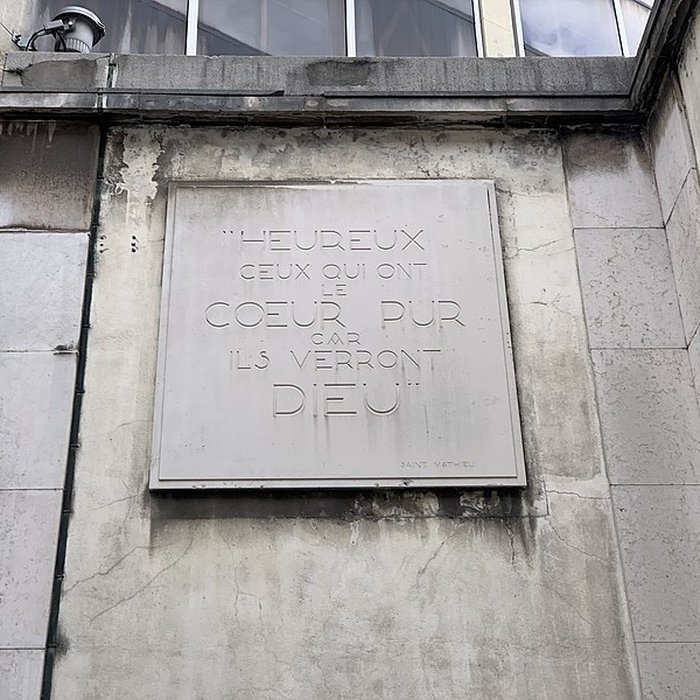 "HEUREUX
CEUX QUI ONT
LE
COEUR PUR
CAR
ILS VERRONT
DIEU"
SAINT MATHIEU